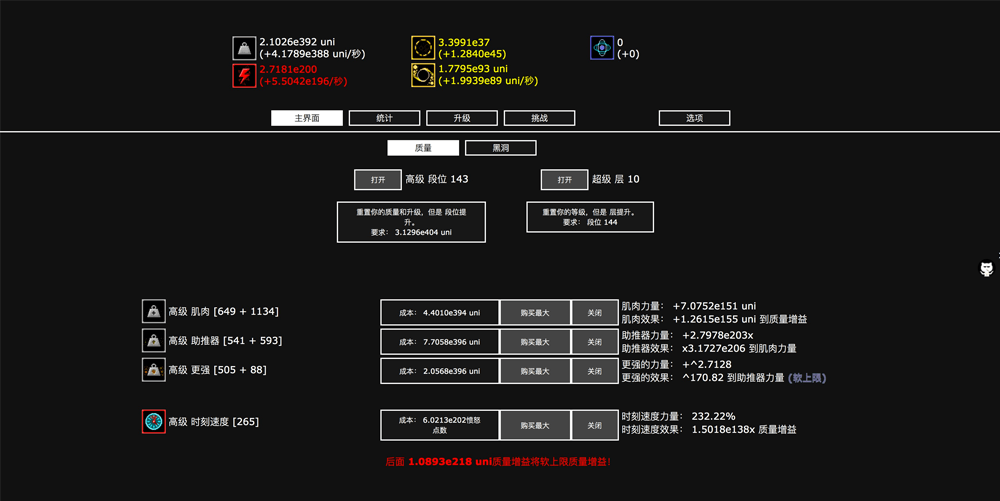 2.1026e392 uni
(+4.1789e388 uni/秒)
3.3991e37
(+1.2840e45)
0
(+0)
2.7181e200
(+5.5042e196/秒)
1.7795e93 uni
(+1.9939e89 uni/秒)
主界面
统计
升级
挑战
选项
质量
黑洞
打开
高级 段位 143
打开
超级 层 10
重置你的质量和升级，但是 段位提
升。
要求： 3.1296e404 uni
重置你的等级，但是 层提升。
要求： 段位 144
高级 肌肉 [649 + 1134]
成本： 4.4010e394 uni
购买最大
关闭
肌肉力量： +7.0752e151 uni
肌肉效果： +1.2615e155 uni 到质量增益
高级 助推器 [541 + 593]
成本： 7.7058e396 uni
购买最大
关闭
助推器力量： +2.7978e203x
助推器效果： x3.1727e206 到肌肉力量
高级 更强 [505 + 88]
成本： 2.0568e396 uni
购买最大
关闭
更强的力量： +^2.7128
更强的效果： ^170.82 到助推器力量 (软上限)
高级 时刻速度 [265]
成本： 6.0213e202愤怒
点数
购买最大
关闭
时刻速度力量： 232.22%
时刻速度效果： 1.5018e138x 质量增益
后面 1.0893e218 uni质量增益将软上限质量增益!